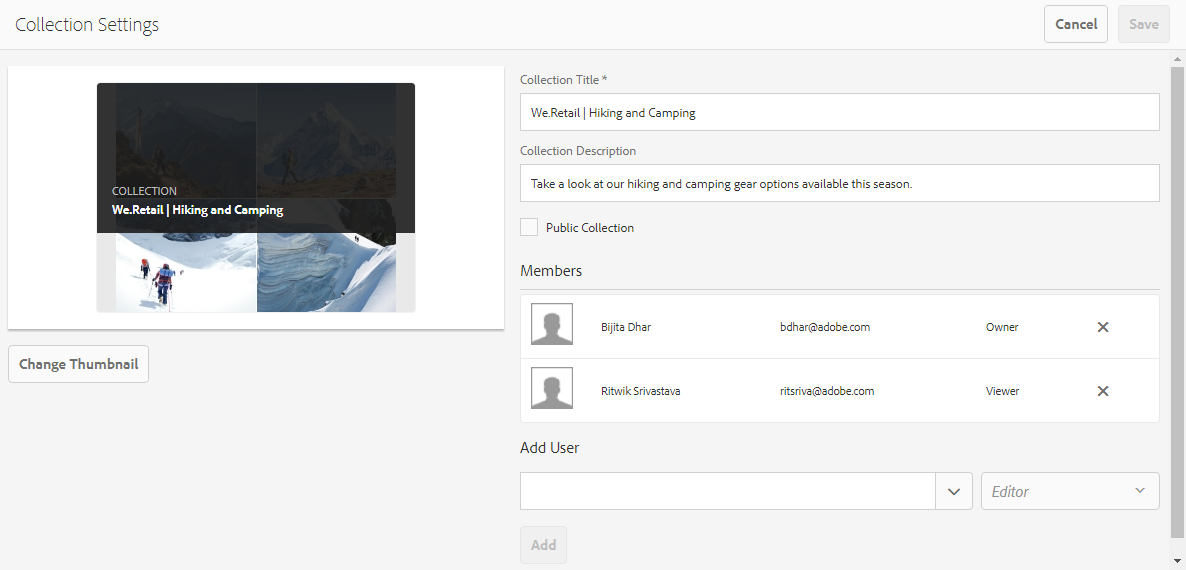 Collection Settings
Cancel
Save
COLLECTION
We.Retail | Hiking and Camping
Change Thumbnail
Collection Title *
We.Retail | Hiking and Camping
Collection Description
Take a look at our hiking and camping gear options available this season.
Public Collection
Members
Bijita Dhar bdhar@adobe.com Owner
Ritwik Srivastava ritsriva@adobe.com Viewer
Add User
Editor
Add